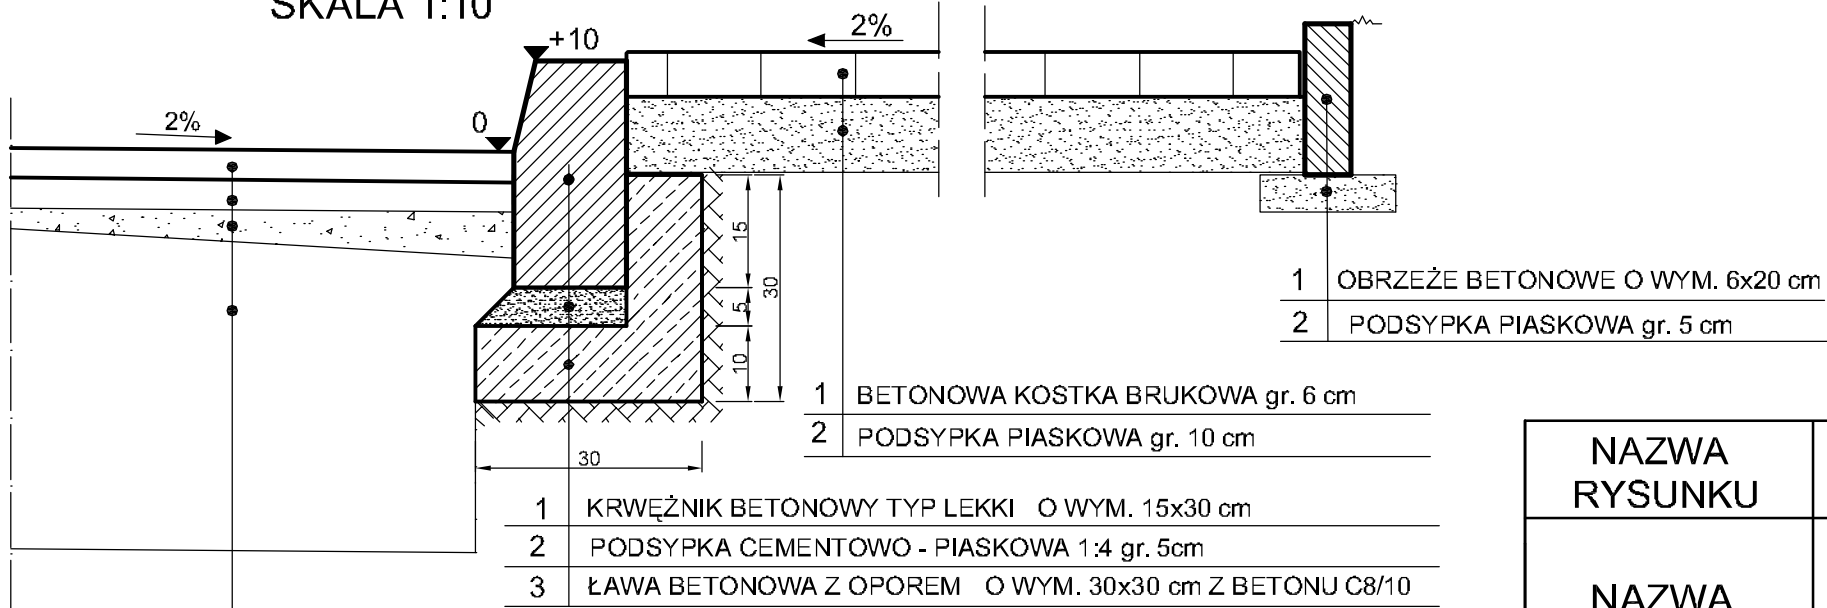 SKALA 1:10
+10
2%
2%
0
15
5
10
30
30
1 OBRZEŻE BETONOWE O WYM. 6x20 cm
2 PODSYPKA PIASKOWA gr. 5 cm
1 BETONOWA KOSTKA BRUKOWA gr. 6 cm
2 PODSYPKA PIASKOWA gr. 10 cm
1 KRWĘŻNIK BETONOWY TYP LEKKI O WYM. 15x30 cm
2 PODSYPKA CEMENTOWO - PIASKOWA 1:4 gr. 5cm
3 ŁAWA BETONOWA Z OPOREM O WYM. 30x30 cm Z BETONU C8/10
NAZWA
RYSUNKU
NAZWA